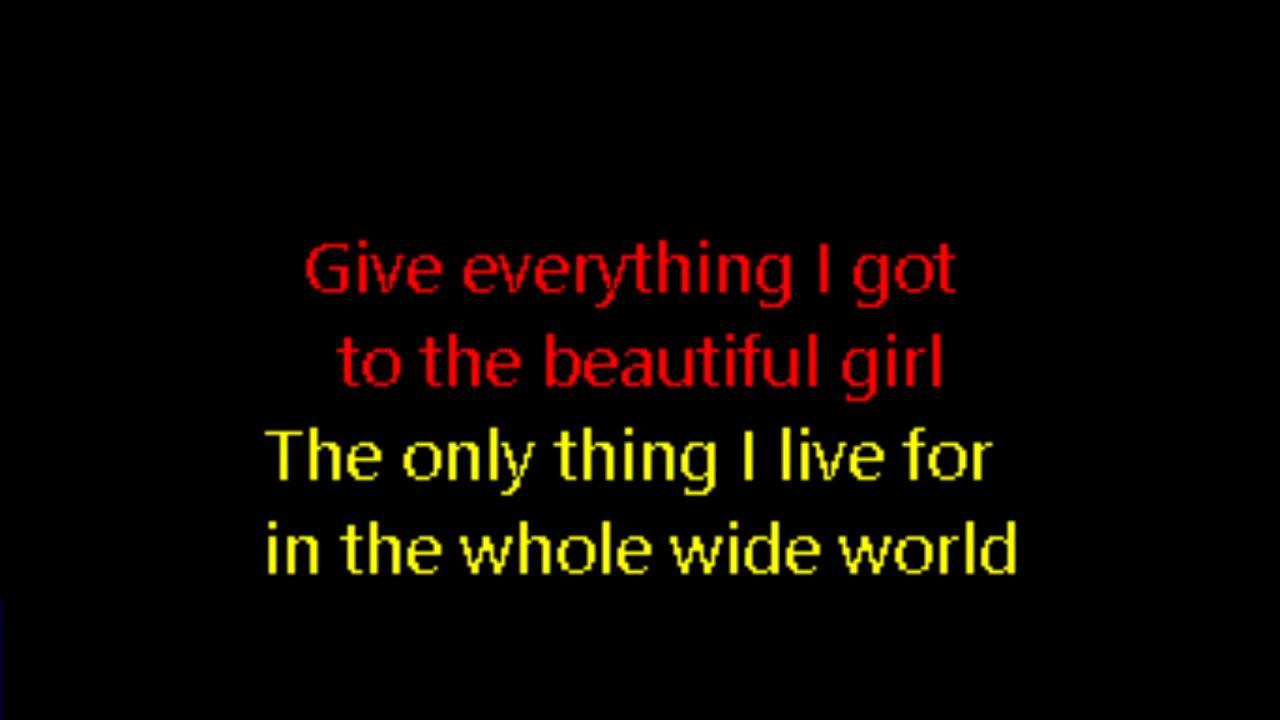 Give everything I got
to the beautiful girl
The only thing I live for
in the whole wide world